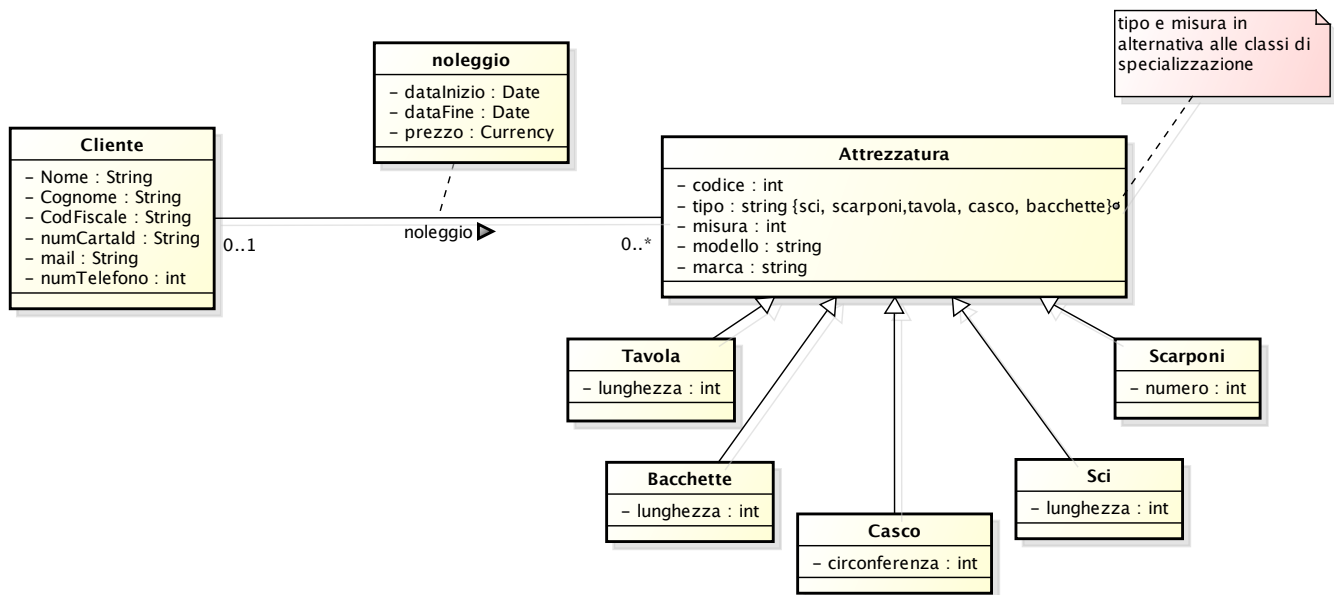 tipo e misura in
alternativa alle classi di
specializzazione
noleggio
– dataInizio : Date
– dataFine : Date
– prezzo : Currency
Cliente
– Nome : String
– Cognome : String
– CodFiscale : String
– numCartaId : String
– mail : String
– numTelefono : int
Attrezzatura
– codice : int
– tipo : string {sci, scarponi,tavola, casco, bacchette}
– misura : int
– modello : string
– marca : string
0..1
noleggio
0..*
Tavola
– lunghezza : int
Scarponi
– numero : int
Bacchette
– lunghezza : int
Sci
– lunghezza : int
Casco
– circonferenza : int